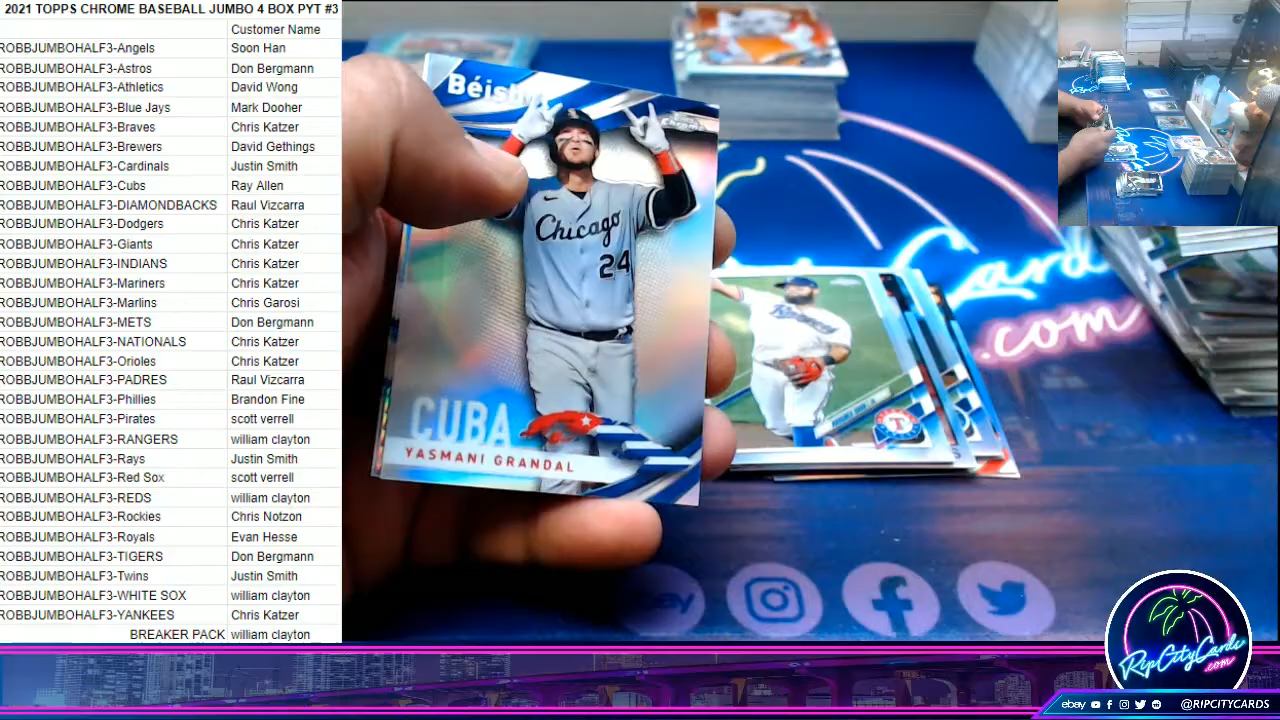 2021 TOPPS CHROME BASEBALL JUMBO 4 BOX PYT #3
Customer Name
ROBBJUMBOHALF3-Angels Soon Han
ROBBJUMBOHALF3-Astros Don Bergmann
ROBBJUMBOHALF3-Athletics David Wong
ROBBJUMBOHALF3-Blue Jays Mark Dooher
ROBBJUMBOHALF3-Braves Chris Katzer
ROBBJUMBOHALF3-Brewers David Gethings
ROBBJUMBOHALF3-Cardinals Justin Smith
ROBBJUMBOHALF3-Cubs Ray Allen
ROBBJUMBOHALF3-DIAMONDBACKS Raul Vizcarra
ROBBJUMBOHALF3-Dodgers Chris Katzer
ROBBJUMBOHALF3-Giants Chris Katzer
ROBBJUMBOHALF3-INDIANS Chris Katzer
ROBBJUMBOHALF3-Mariners Chris Katzer
ROBBJUMBOHALF3-Marlins Chris Garosi
ROBBJUMBOHALF3-METS Don Bergmann
ROBBJUMBOHALF3-NATIONALS Chris Katzer
ROBBJUMBOHALF3-Orioles Chris Katzer
ROBBJUMBOHALF3-PADRES Raul Vizcarra
ROBBJUMBOHALF3-Phillies Brandon Fine
ROBBJUMBOHALF3-Pirates scott verrell
ROBBJUMBOHALF3-RANGERS william clayton
ROBBJUMBOHALF3-Rays Justin Smith
ROBBJUMBOHALF3-Red Sox scott verrell
ROBBJUMBOHALF3-REDS william clayton
ROBBJUMBOHALF3-Rockies Chris Notzon
ROBBJUMBOHALF3-Royals Evan Hesse
ROBBJUMBOHALF3-TIGERS Don Bergmann
ROBBJUMBOHALF3-Twins Justin Smith
ROBBJUMBOHALF3-WHITE SOX william clayton
ROBBJUMBOHALF3-YANKEES Chris Katzer
BREAKER PACK william clayton
Chicago
24
CUBA
YASMANI GRANDAL
Rangers
T
Cards
.com
RipCityCards
.com
ebay @RIPCITYCARDS